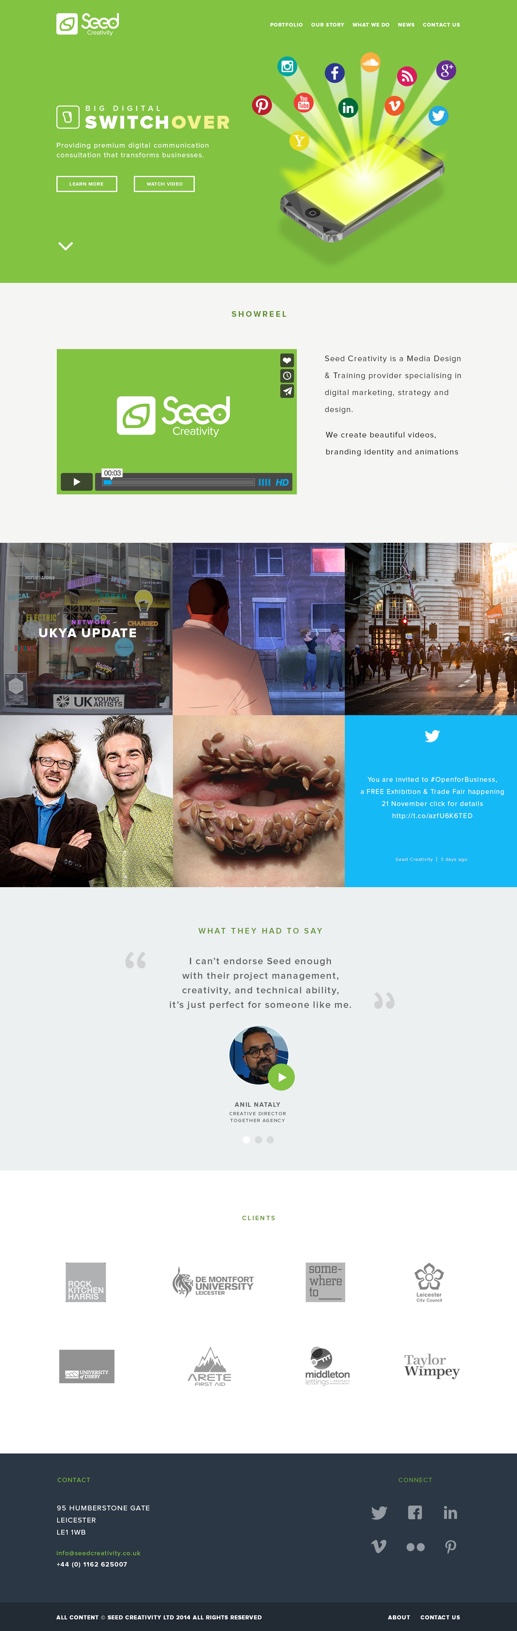 Seed
Creativity
PORTFOLIO OUR STORY WHAT WE DO NEWS CONTACT US
BIG DIGITAL
SWITCHOVER
Providing premium digital communication
consultation that transforms businesses.
LEARN MORE WATCH VIDEO
You
Tube
SHOWREEL
Seed
Creativity
00:03
HD
Seed Creativity is a Media Design
& Training provider specialising in
digital marketing, strategy and
design.
We create beautiful videos,
branding identity and animations
ELECTRIC
CHARGED
NETWORK
UKYA UPDATE
UK YOUNG
ARTISTS
You are invited to #OpenforBusiness,
a FREE Exhibition & Trade Fair happening
21 November click for details
http://t.co/azfU6K6TED
Seed Creativity | 3 days ago
WHAT THEY HAD TO SAY
“ I can't endorse Seed enough
with their project management,
creativity, and technical ability,
it's just perfect for someone like me. ”
ANIL NATALY
CREATIVE DIRECTOR
TOGETHER AGENCY
CLIENTS
ROCK
KITCHEN
HARRIS
DE MONTFORT
UNIVERSITY
LEICESTER
some-
where
to
Leicester
City Council
UNIVERSITY
of DERBY
ARETE
FIRST AID
middleton
lettings
Taylor
Wimpey
CONTACT
95 HUMBERSTONE GATE
LEICESTER
LE1 1WB
info@seedcreativity.co.uk
+44 (0) 1162 625007
CONNECT
ALL CONTENT © SEED CREATIVITY LTD 2014 ALL RIGHTS RESERVED
ABOUT CONTACT US